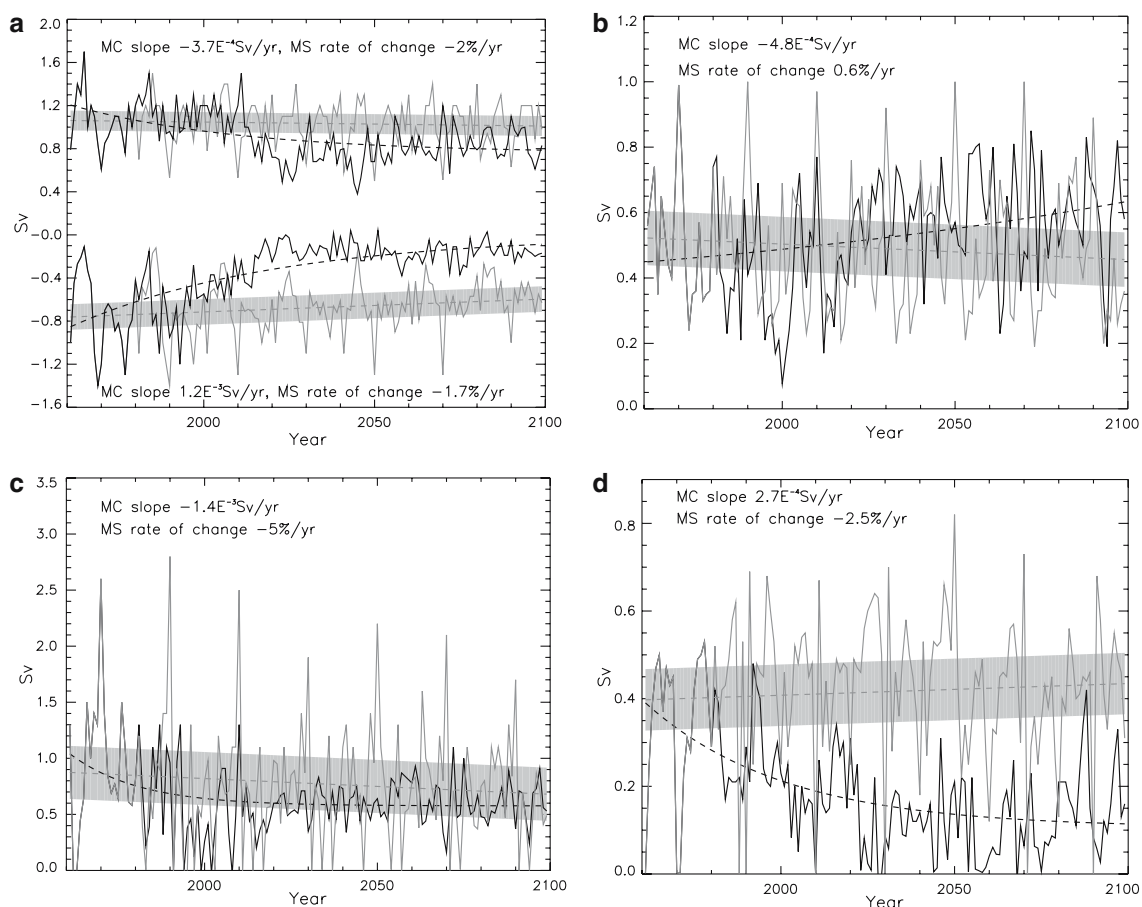 a
MC slope −3.7E⁻⁴Sv/yr, MS rate of change −2%/yr
2.0
1.6
1.2
0.8
0.4
−0.0
−0.4
−0.8
−1.2
−1.6
Sv
MC slope 1.2E⁻³Sv/yr, MS rate of change −1.7%/yr
2000
2050
2100
Year
b
MC slope −4.8E⁻⁴Sv/yr
MS rate of change 0.6%/yr
1.2
1.0
0.8
0.6
0.4
0.2
0.0
Sv
2000
2050
2100
Year
c
MC slope −1.4E⁻³Sv/yr
MS rate of change −5%/yr
3.5
3.0
2.5
2.0
1.5
1.0
0.5
0.0
Sv
2000
2050
2100
Year
d
MC slope 2.7E⁻⁴Sv/yr
MS rate of change −2.5%/yr
0.8
0.6
0.4
0.2
0.0
Sv
2000
2050
2100
Year